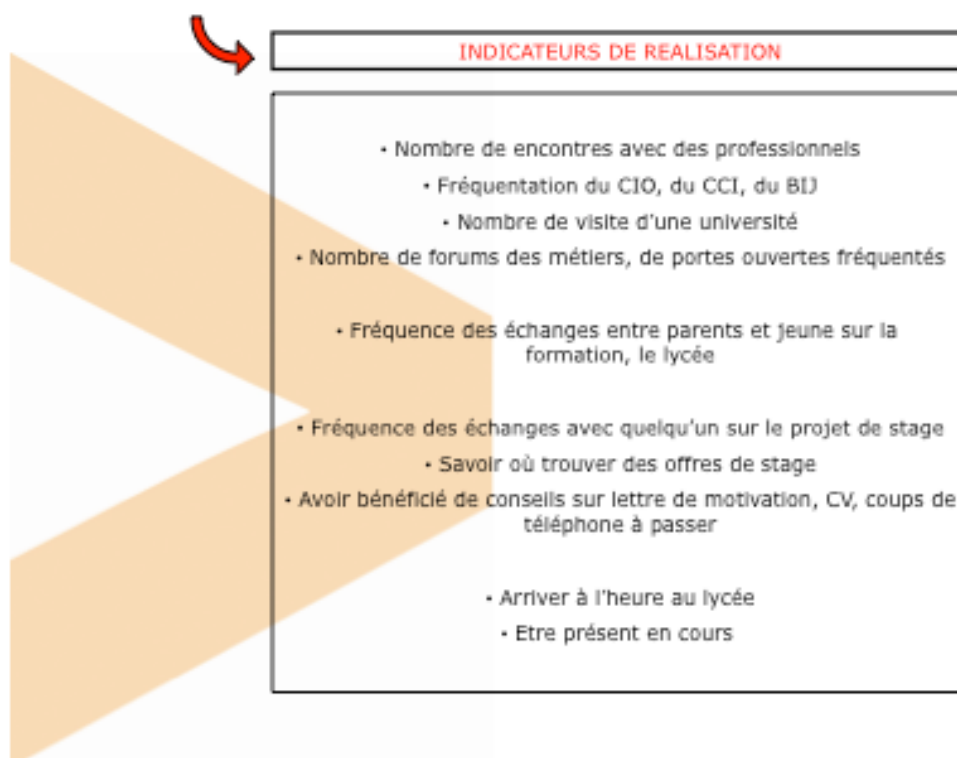 INDICATEURS DE REALISATION
• Nombre de encontres avec des professionnels
• Fréquentation du CIO, du CCI, du BIJ
• Nombre de visite d'une université
• Nombre de forums des métiers, de portes ouvertes fréquentés
• Fréquence des échanges entre parents et jeune sur la
formation, le lycée
• Fréquence des échanges avec quelqu'un sur le projet de stage
• Savoir où trouver des offres de stage
• Avoir bénéficié de conseils sur lettre de motivation, CV, coups de
téléphone à passer
• Arriver à l'heure au lycée
• Etre présent en cours